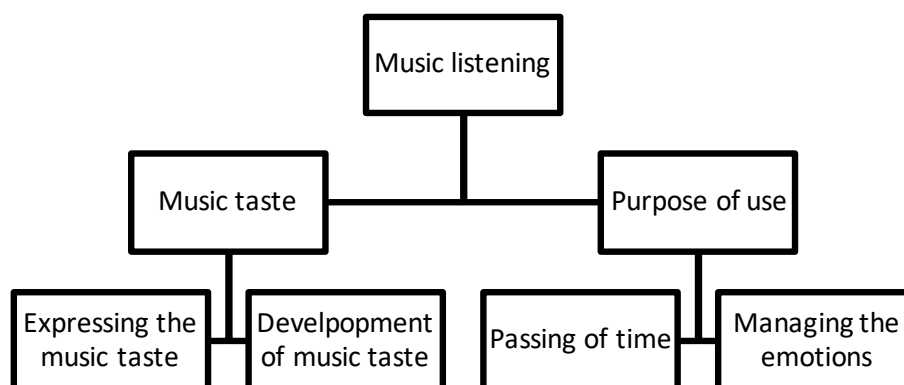 Music listening
Music taste
Purpose of use
Expressing the
music taste
Develpopment
of music taste
Passing of time
Managing the
emotions